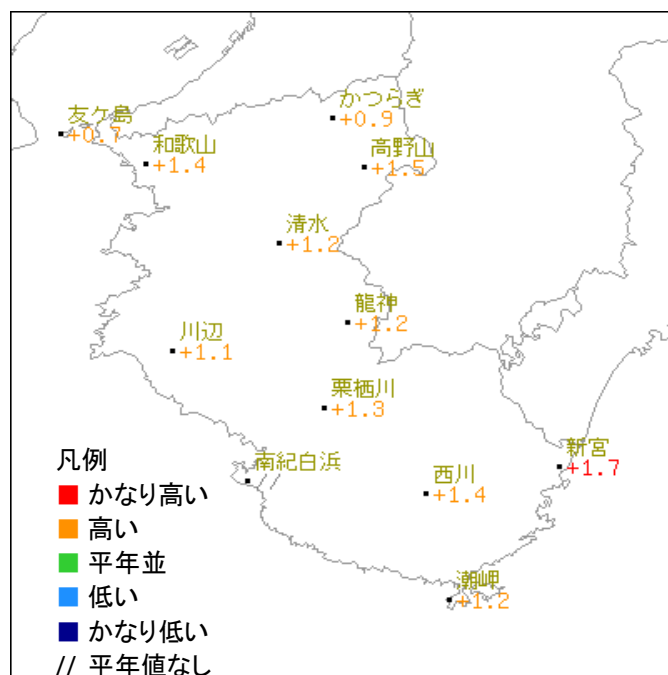 友ケ島
+0.7
和歌山
+1.4
かつらぎ
+0.9
高野山
+1.5
清水
+1.2
龍神
+1.2
川辺
+1.1
栗栖川
+1.3
南紀白浜
//
西川
+1.4
新宮
+1.7
潮岬
+1.2
凡例
かなり高い
高い
平年並
低い
かなり低い
// 平年値なし